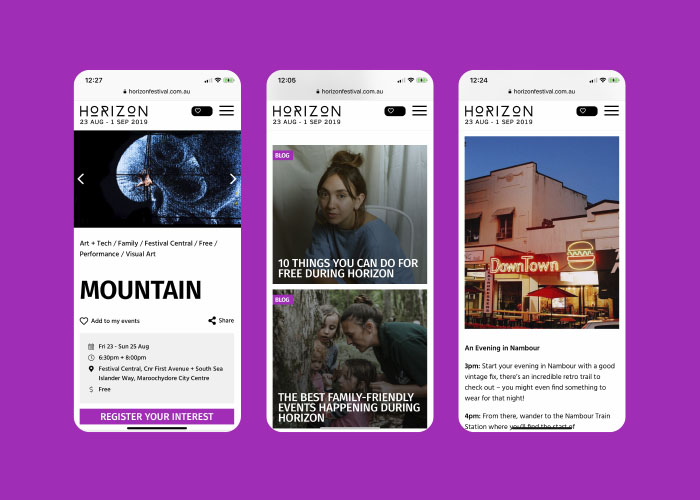 12:27
horizonfestival.com.au
HORIZON
23 AUG - 1 SEP 2019
Art + Tech / Family / Festival Central / Free /
Performance / Visual Art
MOUNTAIN
Add to my events
Share
Fri 23 - Sun 25 Aug
6:30pm + 8:00pm
Festival Central, Cnr First Avenue + South Sea
Islander Way, Maroochydore City Centre
Free
REGISTER YOUR INTEREST
12:05
horizonfestival.com.au
HORIZON
23 AUG - 1 SEP 2019
BLOG
10 THINGS YOU CAN DO FOR
FREE DURING HORIZON
BLOG
THE BEST FAMILY-FRIENDLY
EVENTS HAPPENING DURING
HORIZON
12:24
horizonfestival.com.au
HORIZON
23 AUG - 1 SEP 2019
DownTown
An Evening in Nambour
3pm: Start your evening in Nambour with a good
vintage fix, there's an incredible retro trail to
check out – you might even find something to
wear for that night!
4pm: From there, wander to the Nambour Train
Station where you'll find the start of